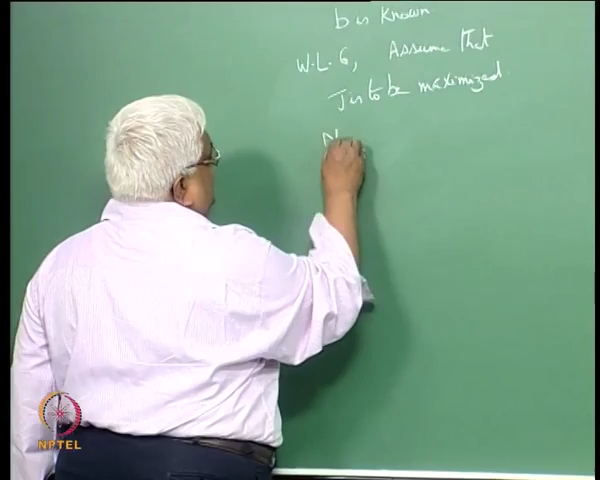 b is known
W.L.G, Assume that
J is to be maximized.
N
NPTEL